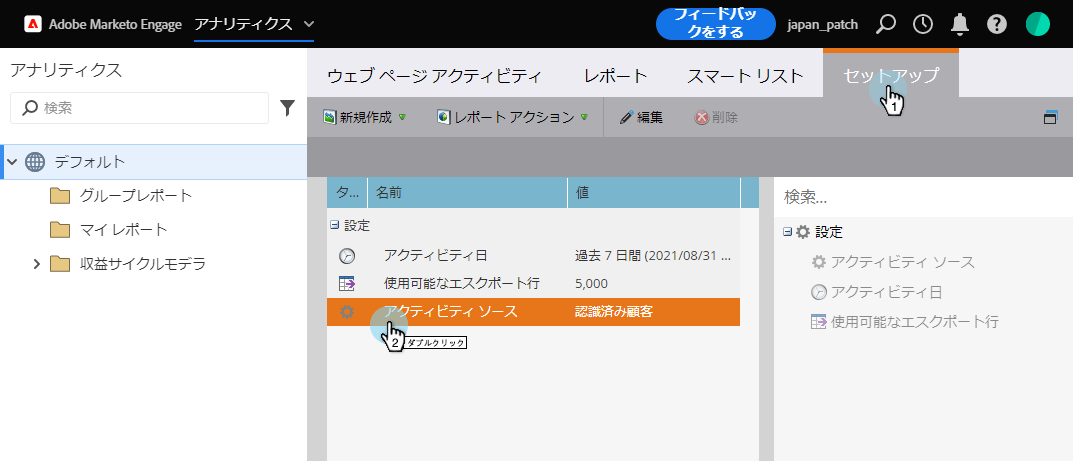 Adobe Marketo Engage アナリティクス
フィードバッ
クをする
japan_patch
アナリティクス
検索
デフォルト
グループレポート
マイ レポート
収益サイクルモデラ
ウェブ ページ アクティビティ レポート スマート リスト セットアップ
1
新規作成 レポート アクション 編集 削除
タ... 名前 値
設定
アクティビティ日 過去 7 日間 (2021/08/31 ...
使用可能なエスクポート行 5,000
アクティビティ ソース 認識済み顧客
2 ダブルクリック
検索...
設定
アクティビティ ソース
アクティビティ日
使用可能なエスクポート行